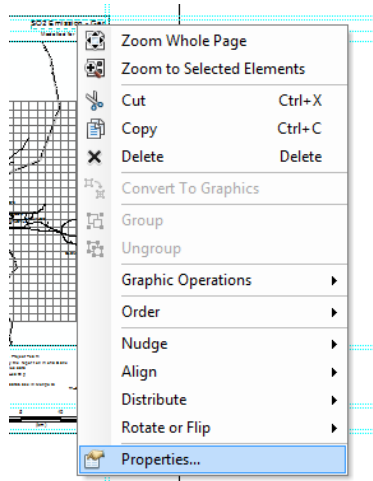 Zoom Whole Page
Zoom to Selected Elements
Cut Ctrl+X
Copy Ctrl+C
Delete Delete
Convert To Graphics
Group
Ungroup
Graphic Operations
Order
Nudge
Align
Distribute
Rotate or Flip
Properties...